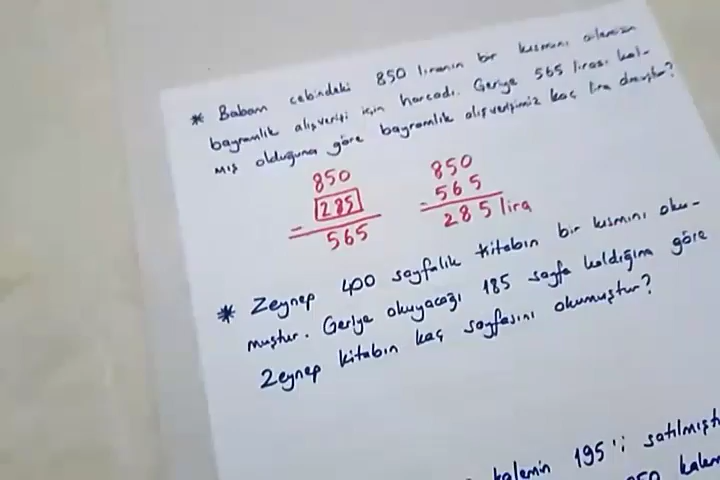 * Babam cebindeki 850 liranın bir kısmını ailemizin
bayramlık alışverişi için harcadı. Geriye 565 lirası kal-
mış olduğuna göre bayramlık alışverişimiz kaç lira
850
- 285
565
850
- 565
285 lira
* Zeynep 400 sayfalık kitabın bir kısmını oku-
muştur. Geriye okuyacağı 185 sayfa kaldığına göre
Zeynep kitabın kaç sayfasını okumuştur?
kalemin 195'i satılmıştı
kalem